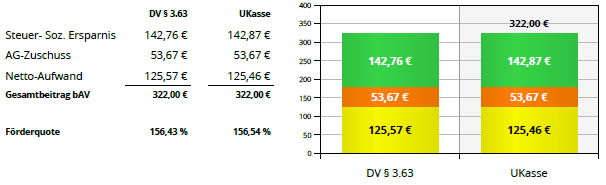 DV § 3.63 UKasse
Steuer- Soz. Ersparnis 142,76 € 142,87 €
AG-Zuschuss 53,67 € 53,67 €
Netto-Aufwand 125,57 € 125,46 €
Gesamtbeitrag bAV 322,00 € 322,00 €
Förderquote 156,43 % 156,54 %
400
350
300
250
200
150
100
50
0
322,00 €
142,76 € 142,87 €
53,67 € 53,67 €
125,57 € 125,46 €
DV § 3.63 UKasse